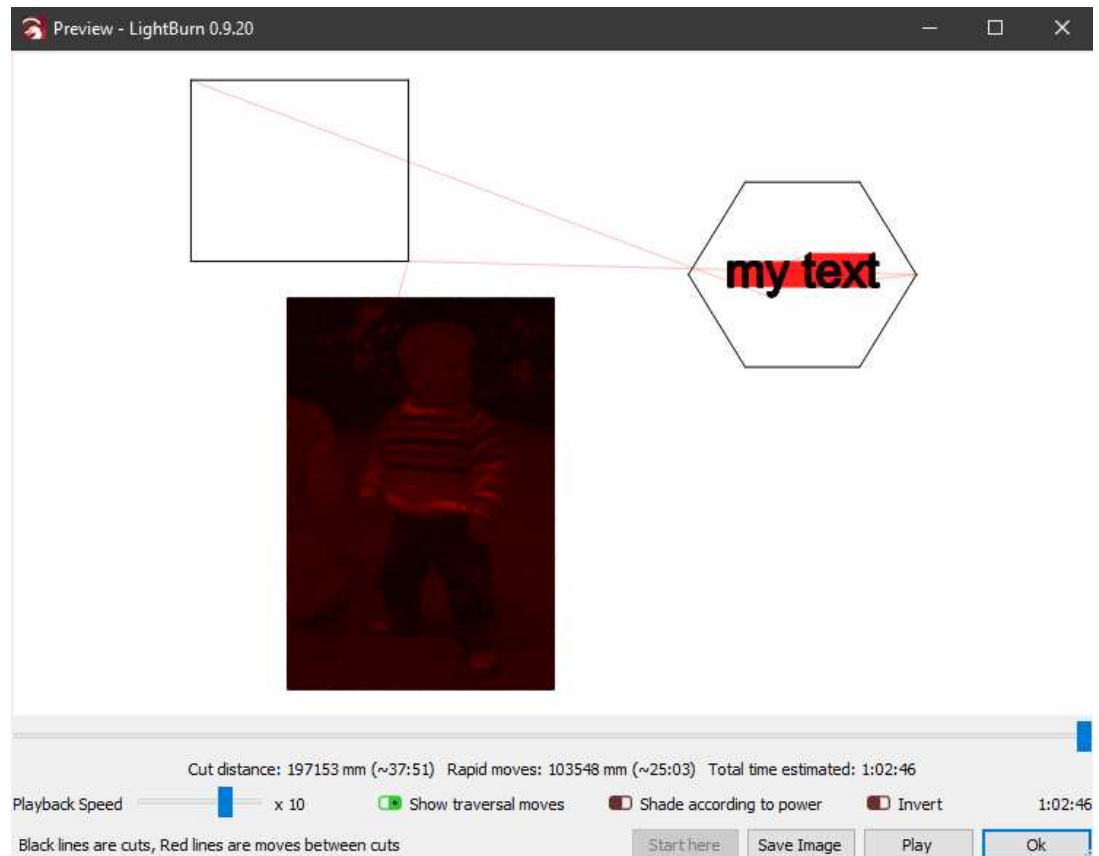 Preview - LightBurn 0.9.20
my text
Cut distance: 197153 mm (~37:51) Rapid moves: 103548 mm (~25:03) Total time estimated: 1:02:46
Playback Speed x 10 Show traversal moves Shade according to power Invert 1:02:46
Black lines are cuts, Red lines are moves between cuts Start here Save Image Play Ok